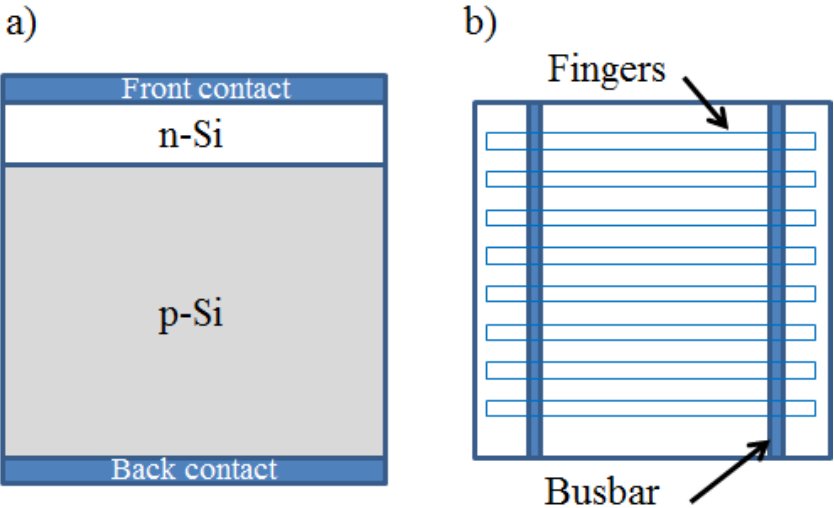 a)
Front contact
n-Si
p-Si
Back contact
b)
Fingers
Busbar